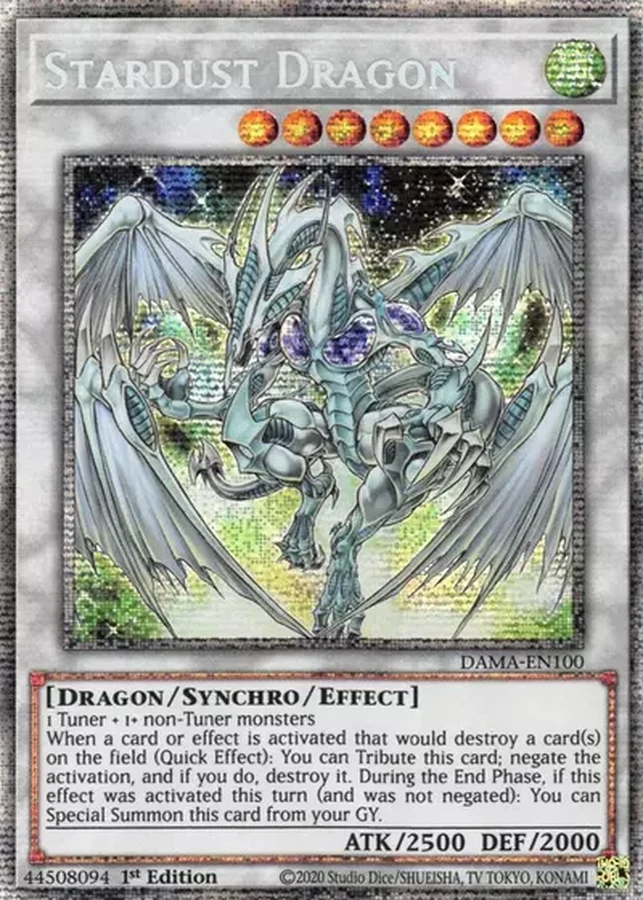 STARDUST DRAGON
DAMA-EN100
[DRAGON/SYNCHRO/EFFECT]
1 Tuner + 1+ non-Tuner monsters
When a card or effect is activated that would destroy a card(s)
on the field (Quick Effect): You can Tribute this card; negate the
activation, and if you do, destroy it. During the End Phase, if this
effect was activated this turn (and was not negated): You can
Special Summon this card from your GY.
ATK/2500 DEF/2000
44508094 1st Edition ©2020 Studio Dice/SHUEISHA, TV TOKYO, KONAMI